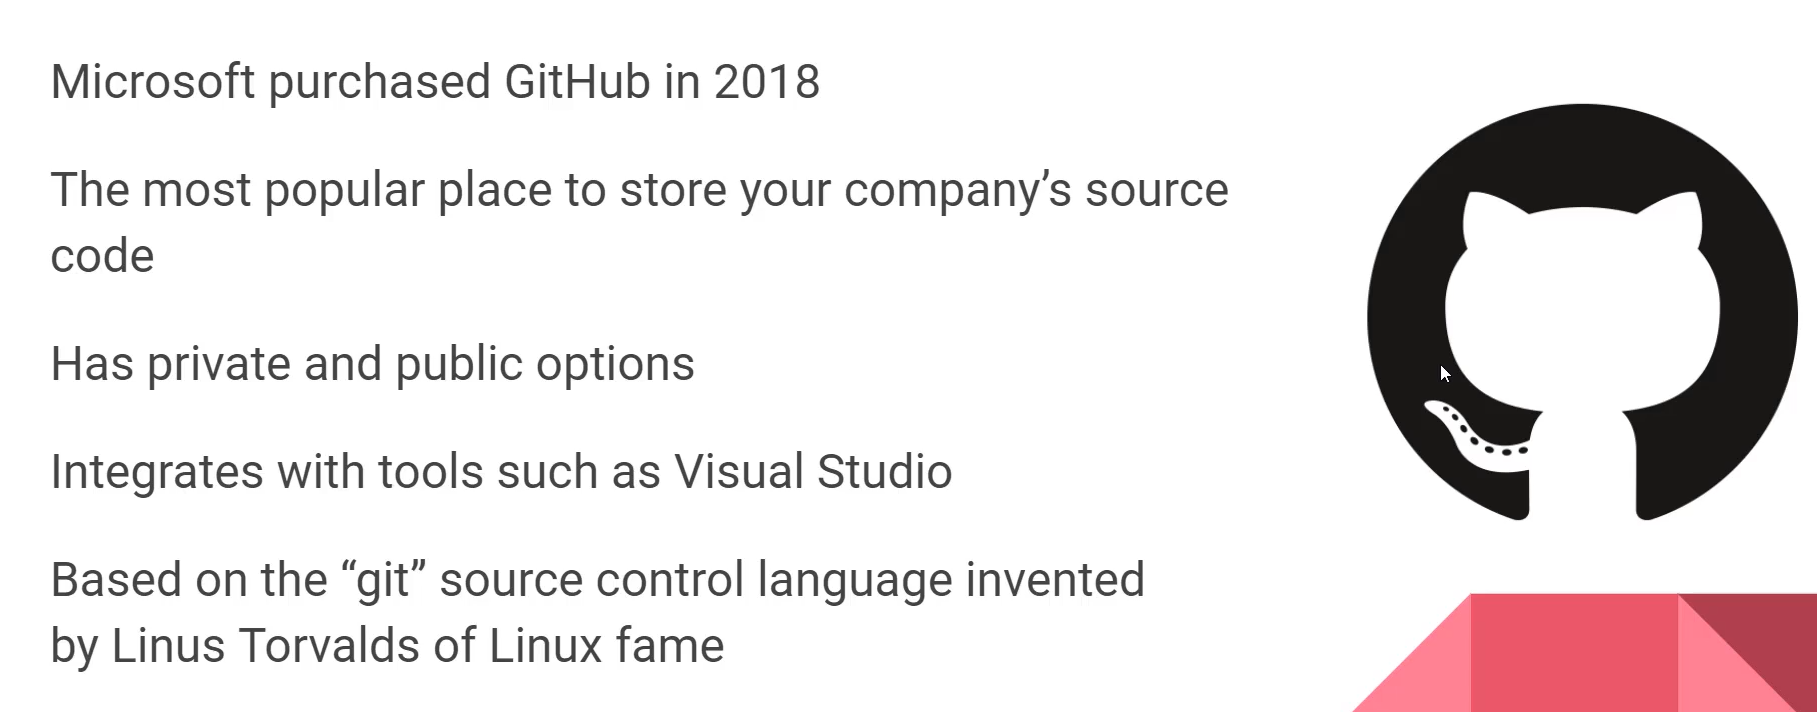 Microsoft purchased GitHub in 2018
The most popular place to store your company’s source
code
Has private and public options
Integrates with tools such as Visual Studio
Based on the “git” source control language invented
by Linus Torvalds of Linux fame